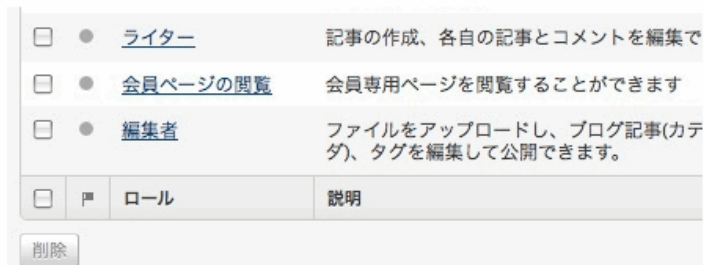 ライター 記事の作成、各自の記事とコメントを編集で
会員ページの閲覧 会員専用ページを閲覧することができます
編集者 ファイルをアップロードし、ブログ記事(カテ
ダ)、タグを編集して公開できます。
ロール 説明
削除